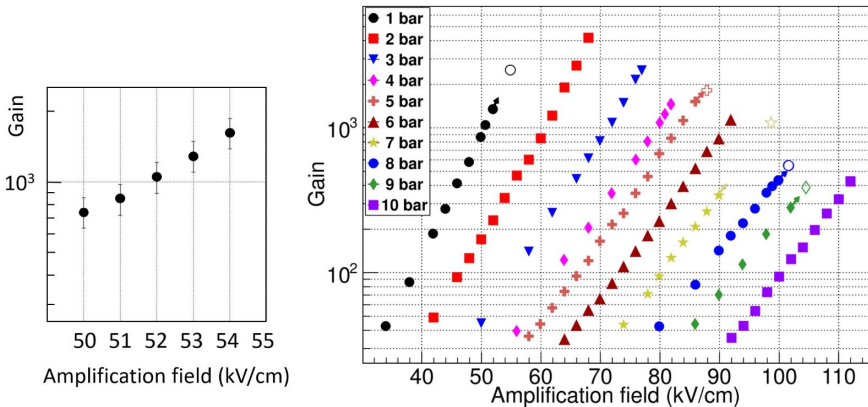 Gain
10³
50 51 52 53 54 55
Amplification field (kV/cm)
1 bar
2 bar
3 bar
4 bar
5 bar
6 bar
7 bar
8 bar
9 bar
10 bar
Gain
10³
10²
40 50 60 70 80 90 100 110
Amplification field (kV/cm)